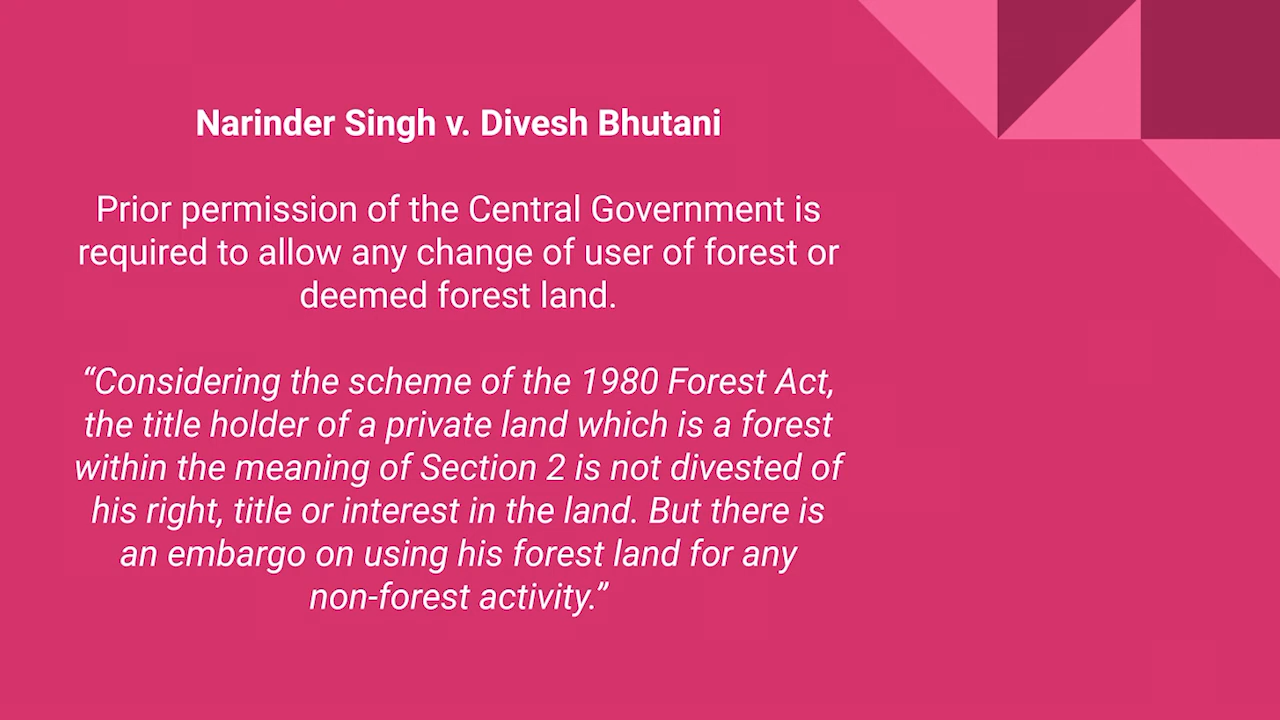 Narinder Singh v. Divesh Bhutani
Prior permission of the Central Government is
required to allow any change of user of forest or
deemed forest land.
“Considering the scheme of the 1980 Forest Act,
the title holder of a private land which is a forest
within the meaning of Section 2 is not divested of
his right, title or interest in the land. But there is
an embargo on using his forest land for any
non-forest activity.”